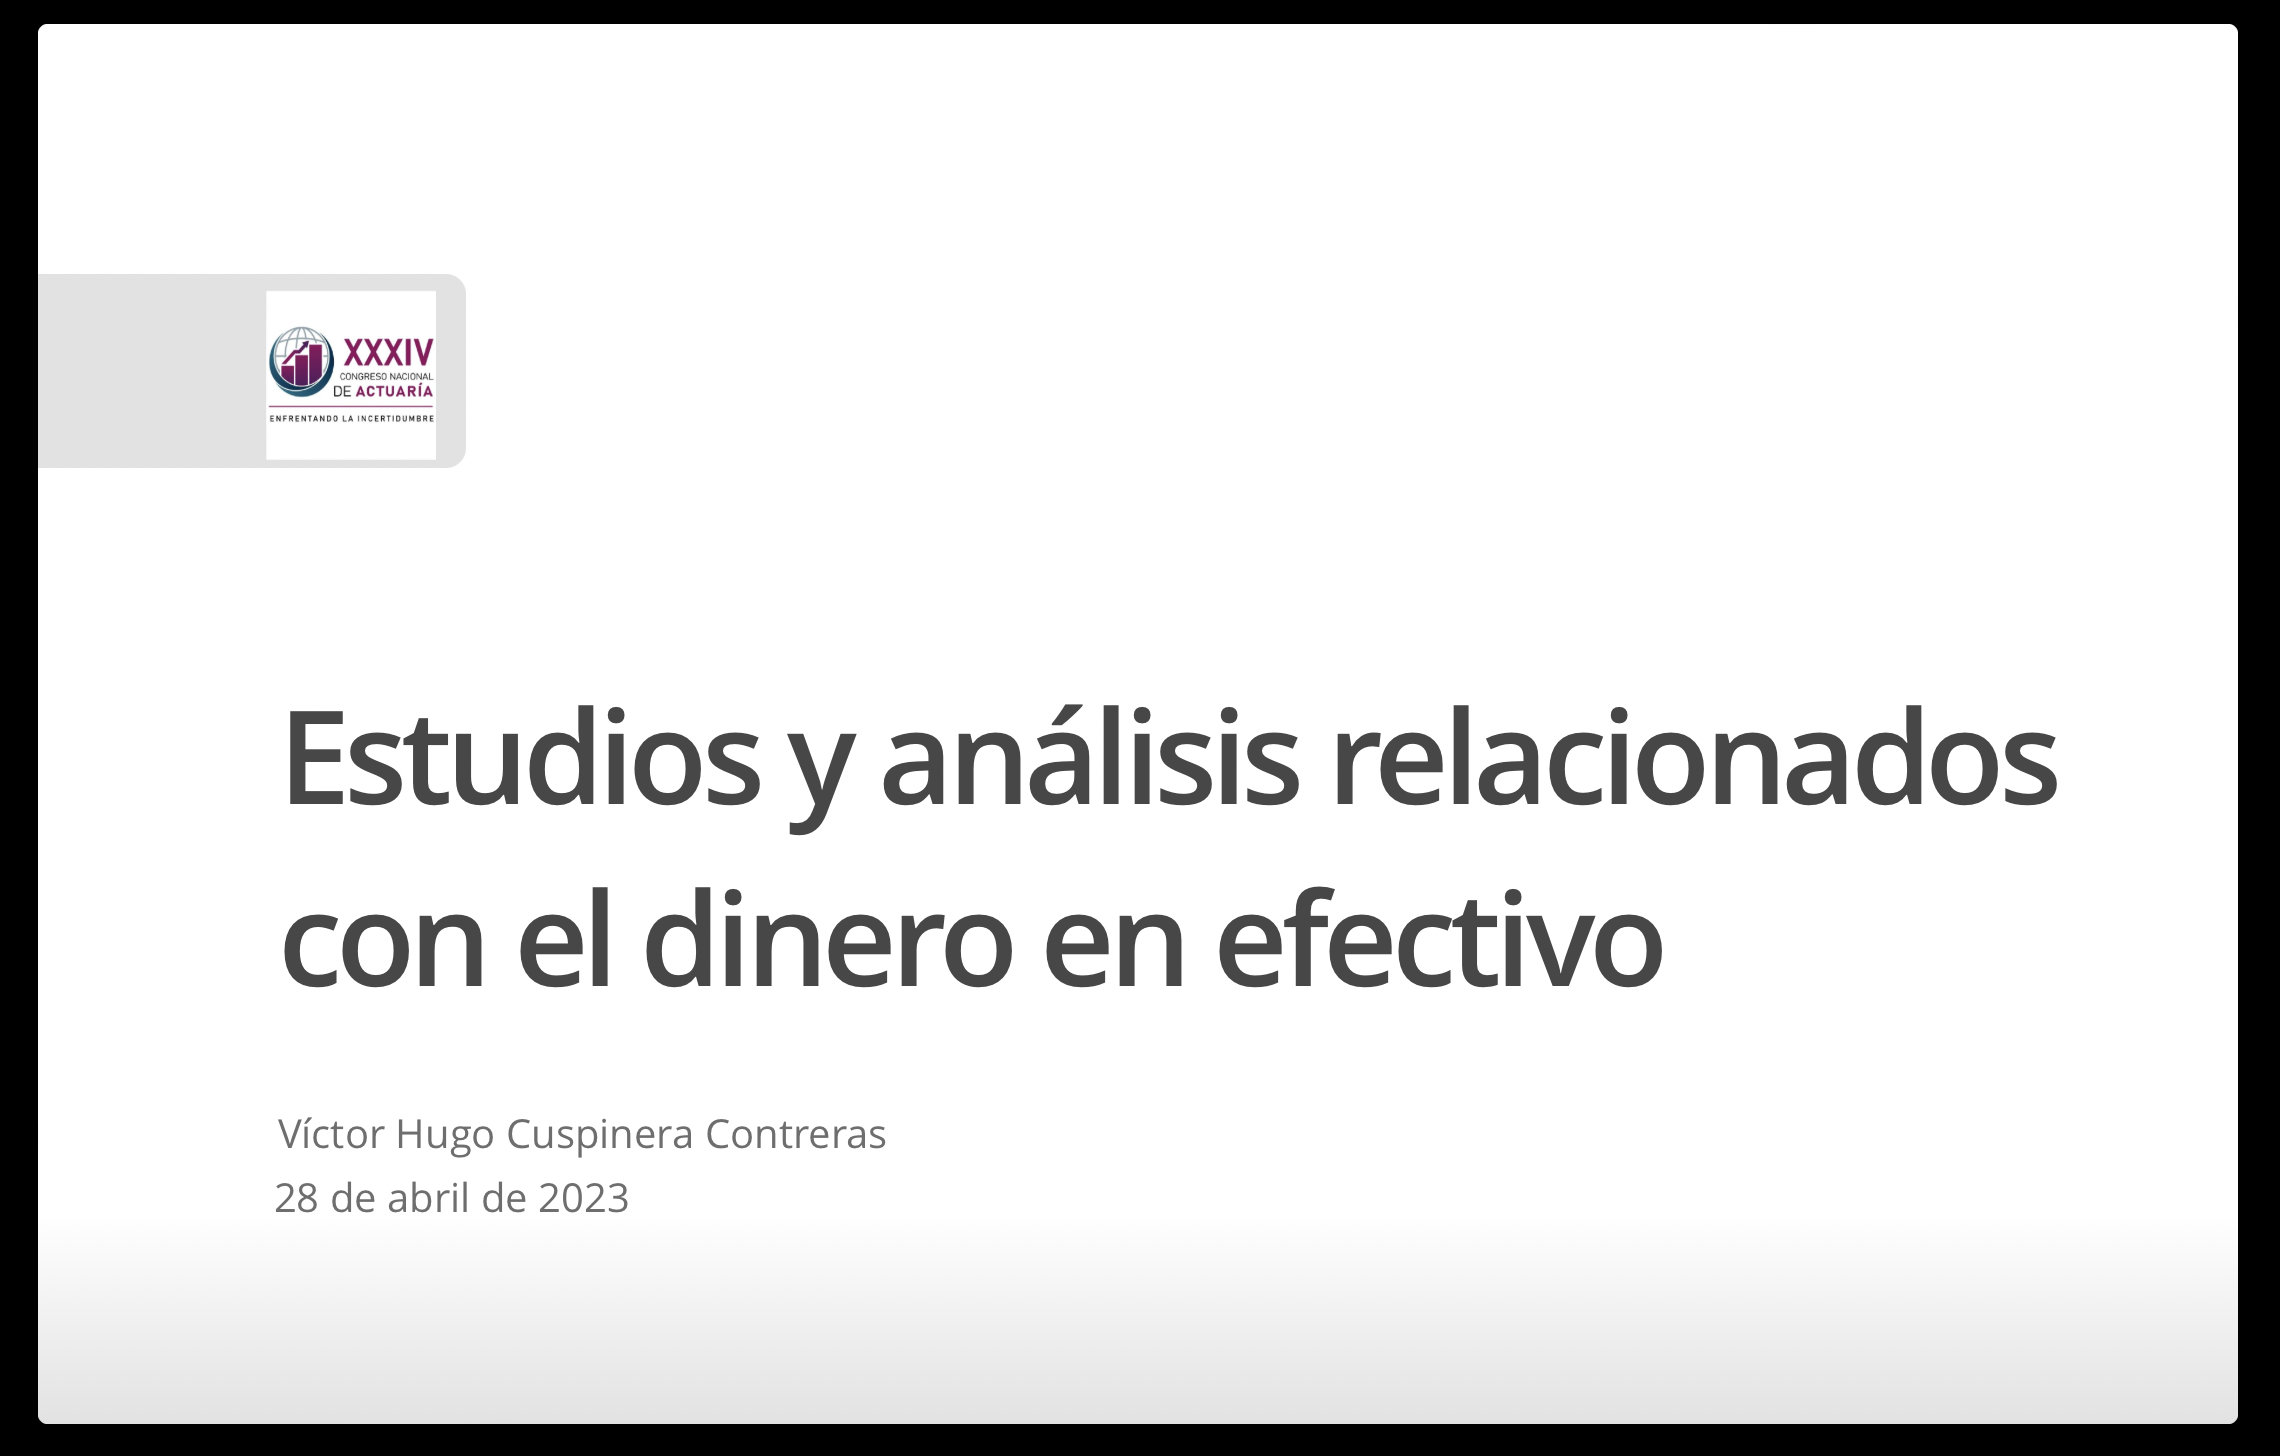 XXXIV
CONGRESO NACIONAL
DE ACTUARÍA
ENFRENTANDO LA INCERTIDUMBRE
Estudios y análisis relacionados
con el dinero en efectivo
Víctor Hugo Cuspinera Contreras
28 de abril de 2023